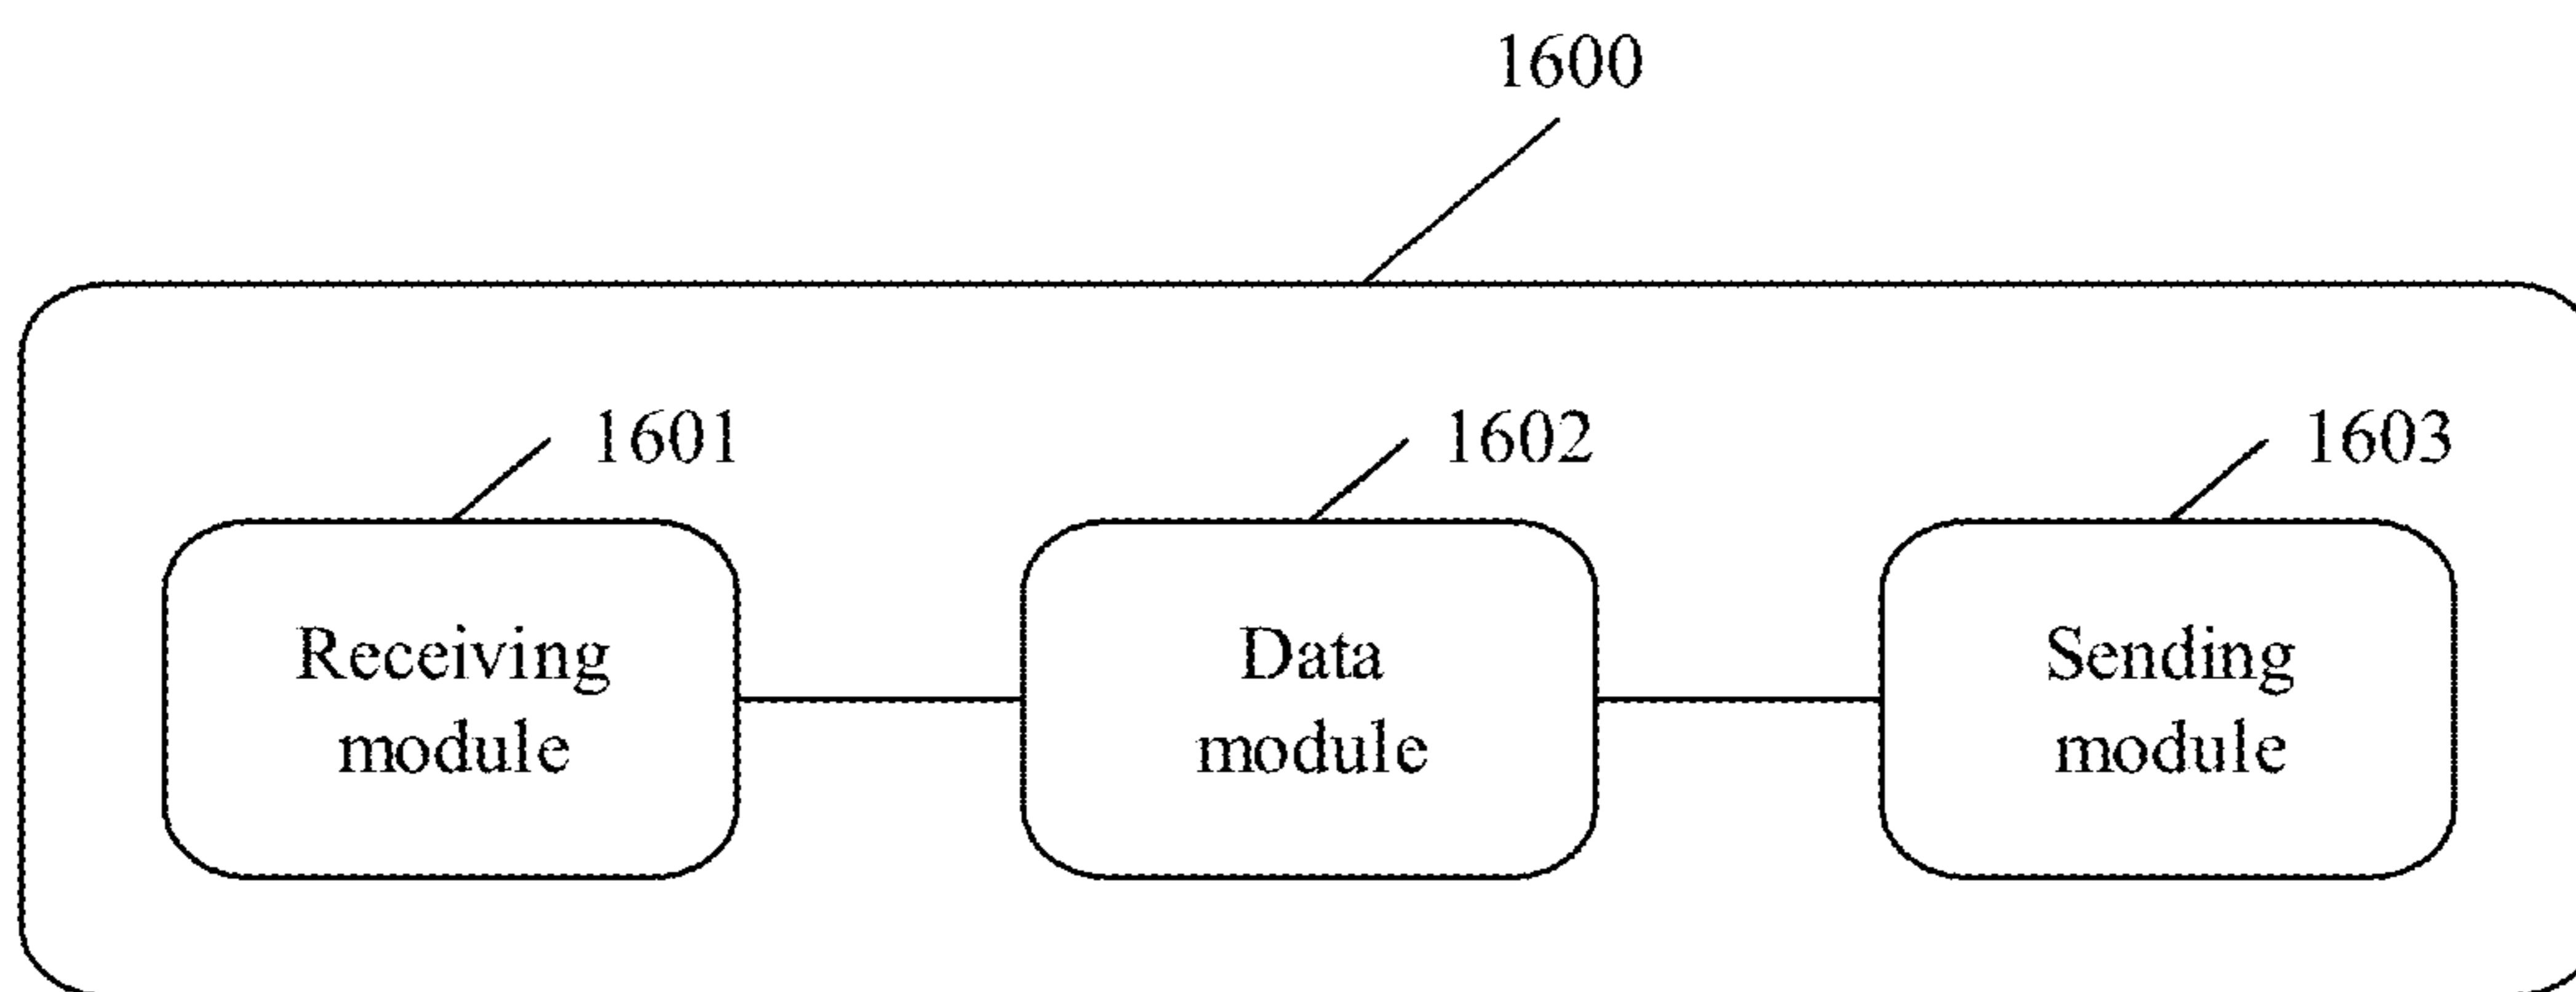 1600
1601
1602
1603
Receiving
module
Data
module
Sending
module